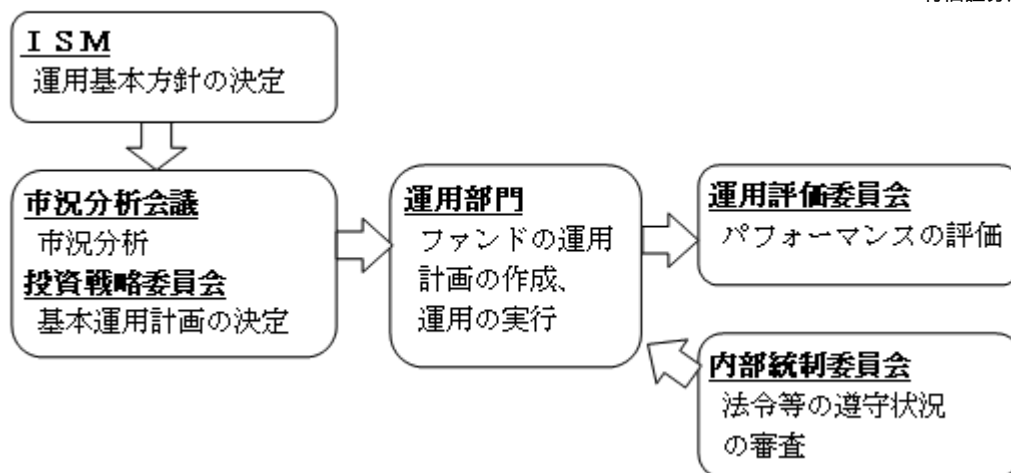 ＩＳＭ
運用基本方針の決定
市況分析会議
市況分析
投資戦略委員会
基本運用計画の決定
運用部門
ファンドの運用
計画の作成、
運用の実行
運用評価委員会
パフォーマンスの評価
内部統制委員会
法令等の遵守状況
の審査